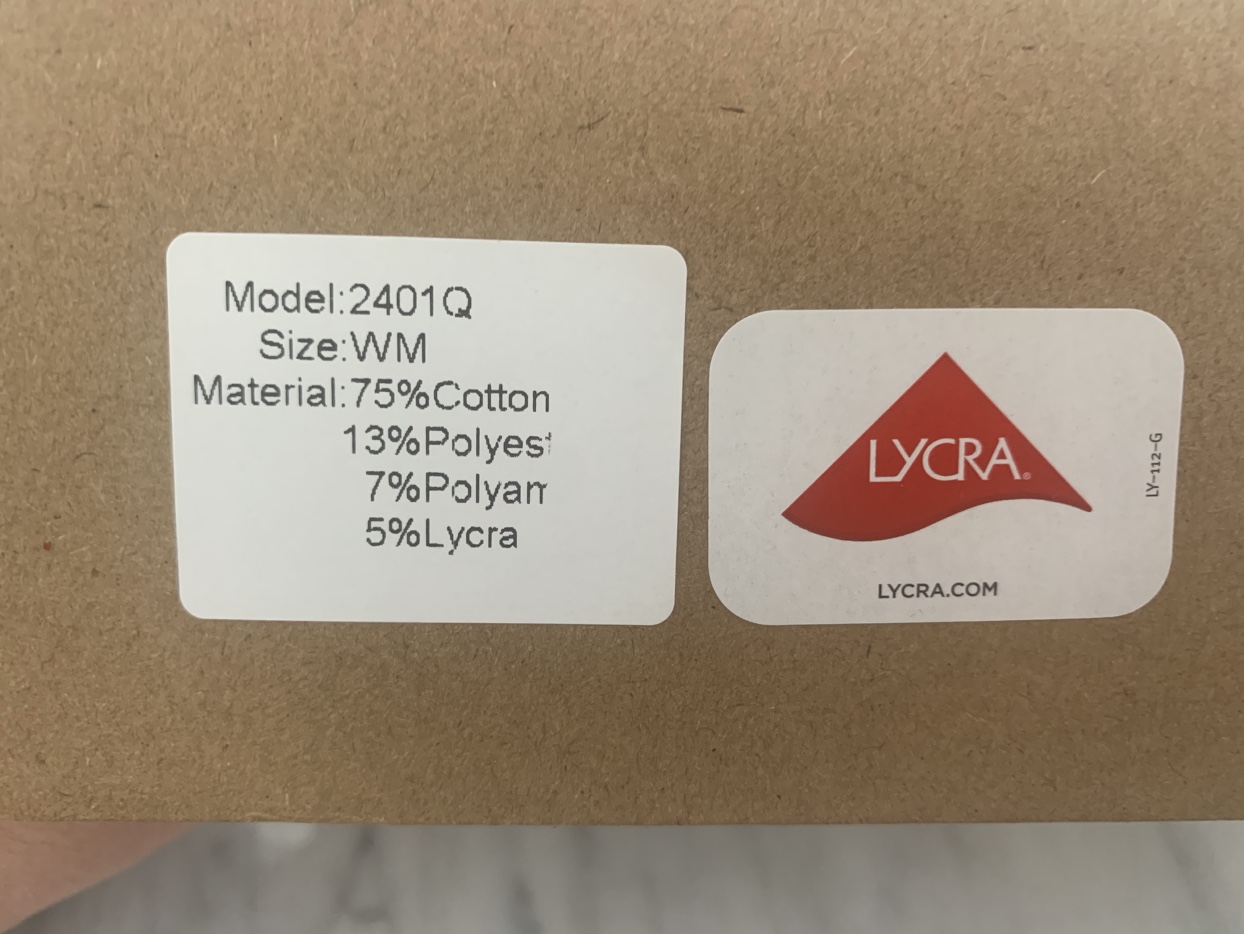 Model:2401Q
Size:WM
Material:75%Cotton
13%Polyest
7%Polyam
5%Lycra
LYCRA®
LY-112-G
LYCRA.COM